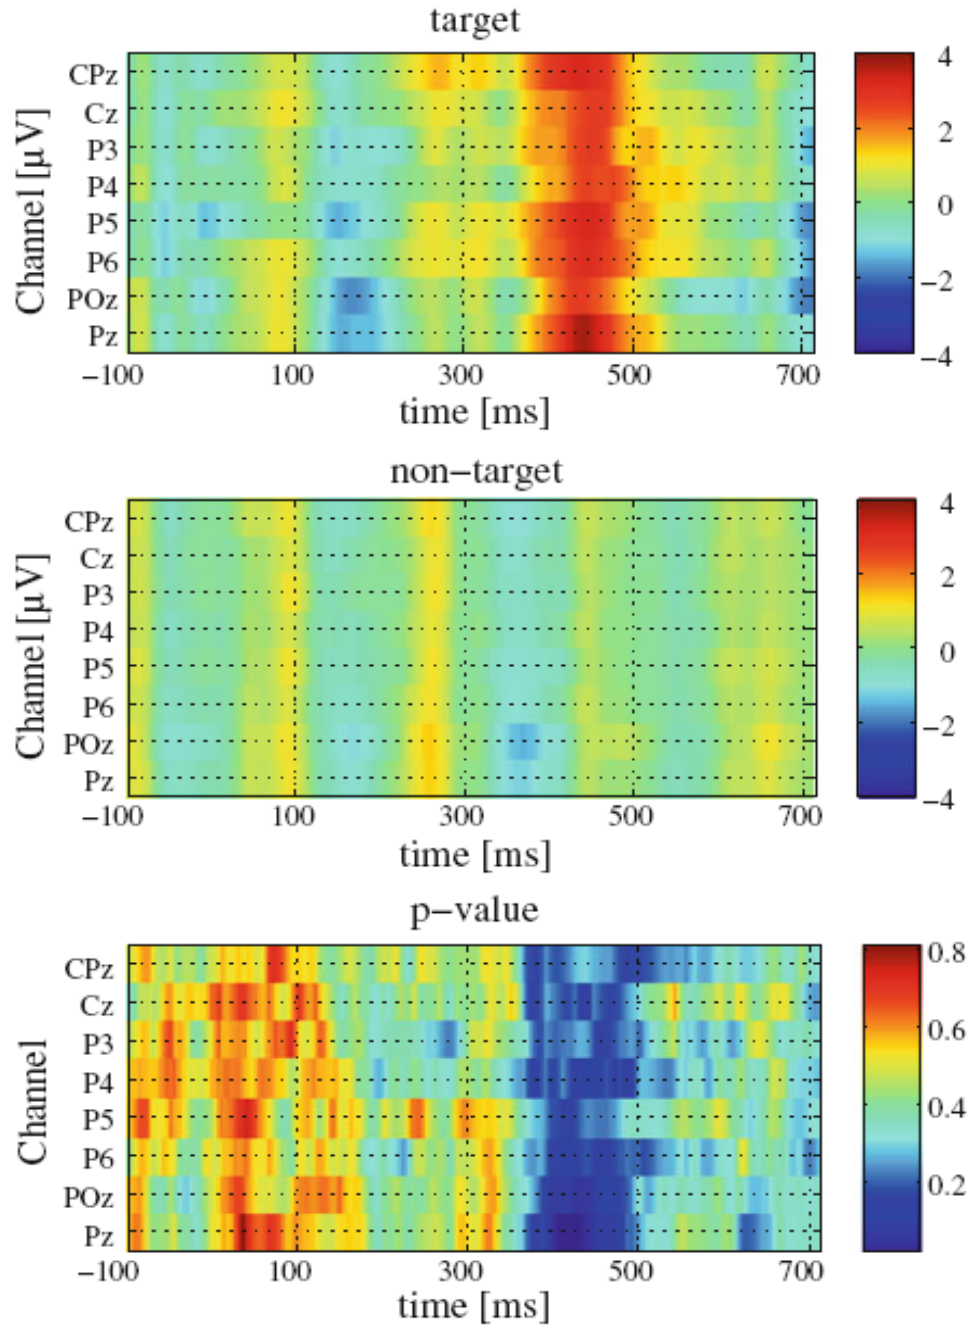 target
Channel [µV]
CPz
Cz
P3
P4
P5
P6
POz
Pz
−100 100 300 500 700
time [ms]
4
2
0
−2
−4
non−target
Channel [µV]
CPz
Cz
P3
P4
P5
P6
POz
Pz
−100 100 300 500 700
time [ms]
4
2
0
−2
−4
p−value
Channel
CPz
Cz
P3
P4
P5
P6
POz
Pz
−100 100 300 500 700
time [ms]
0.8
0.6
0.4
0.2